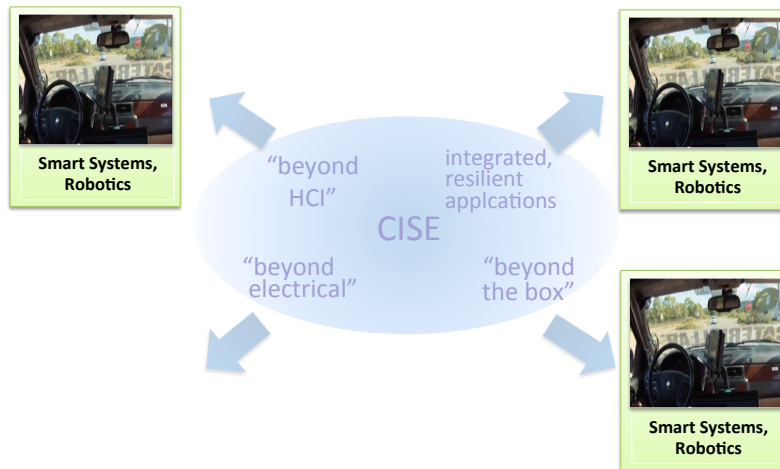 Smart Systems,
Robotics
Smart Systems,
Robotics
“beyond
HCI”
integrated,
resilient
applcations
CISE
“beyond
electrical”
“beyond
the box”
Smart Systems,
Robotics